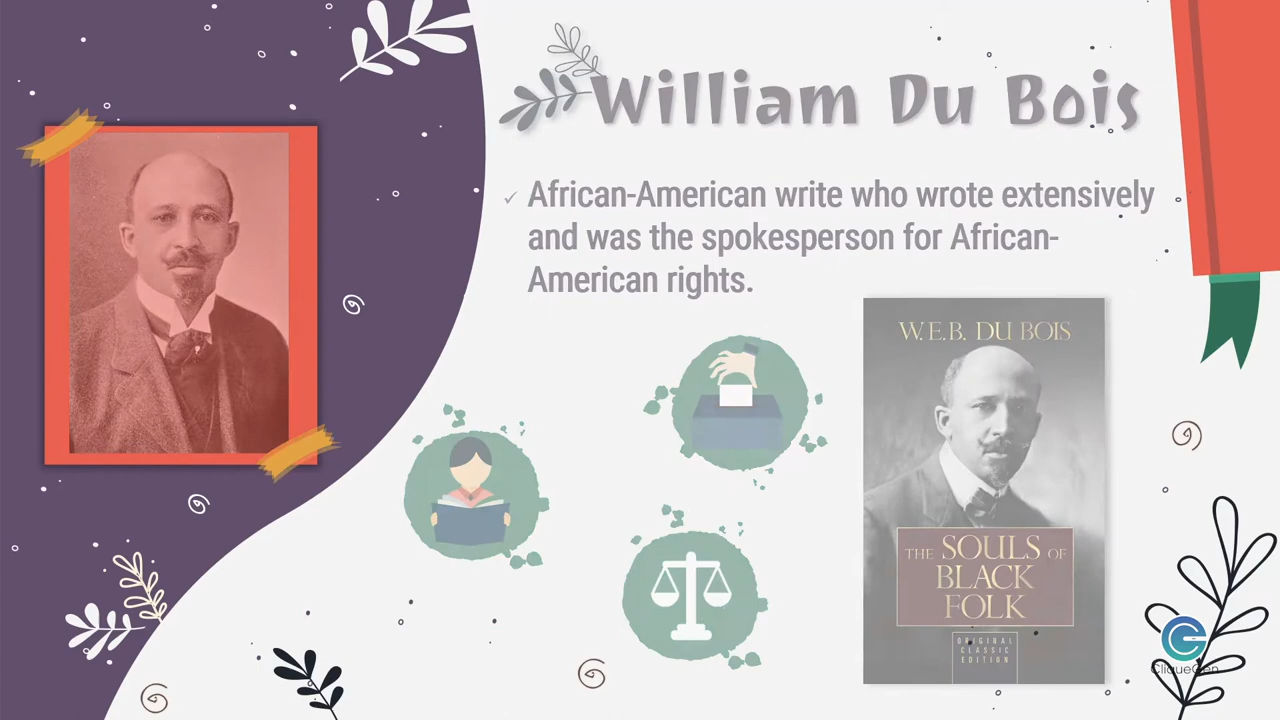 William Du Bois
African-American write who wrote extensively
and was the spokesperson for African-
American rights.
W.E.B. DU BOIS
THE SOULS OF
BLACK
FOLK
ORIGINAL
CLASSIC
EDITION
CliqueGen